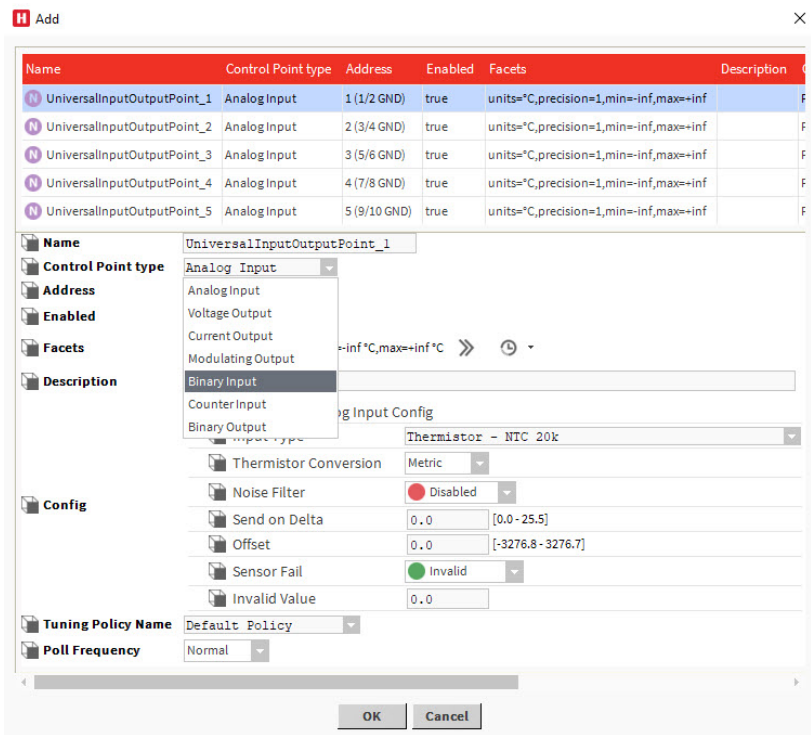 H Add
Name Control Point type Address Enabled Facets Description
N UniversalInputOutputPoint_1 Analog Input 1 (1/2 GND) true units=°C,precision=1,min=-inf,max=+inf
N UniversalInputOutputPoint_2 Analog Input 2 (3/4 GND) true units=°C,precision=1,min=-inf,max=+inf
N UniversalInputOutputPoint_3 Analog Input 3 (5/6 GND) true units=°C,precision=1,min=-inf,max=+inf
N UniversalInputOutputPoint_4 Analog Input 4 (7/8 GND) true units=°C,precision=1,min=-inf,max=+inf
N UniversalInputOutputPoint_5 Analog Input 5 (9/10 GND) true units=°C,precision=1,min=-inf,max=+inf
Name UniversalInputOutputPoint_1
Control Point type Analog Input
Address Analog Input
Voltage Output
Enabled
Current Output
Facets =-inf °C,max=+inf °C
Modulating Output
Description Binary Input
Counter Input og Input Config
Binary Output
Input Type Thermistor - NTC 20k
Thermistor Conversion Metric
Noise Filter Disabled
Config
Send on Delta 0.0 [0.0 - 25.5]
Offset 0.0 [-3276.8 - 3276.7]
Sensor Fail Invalid
Invalid Value 0.0
Tuning Policy Name Default Policy
Poll Frequency Normal
OK Cancel